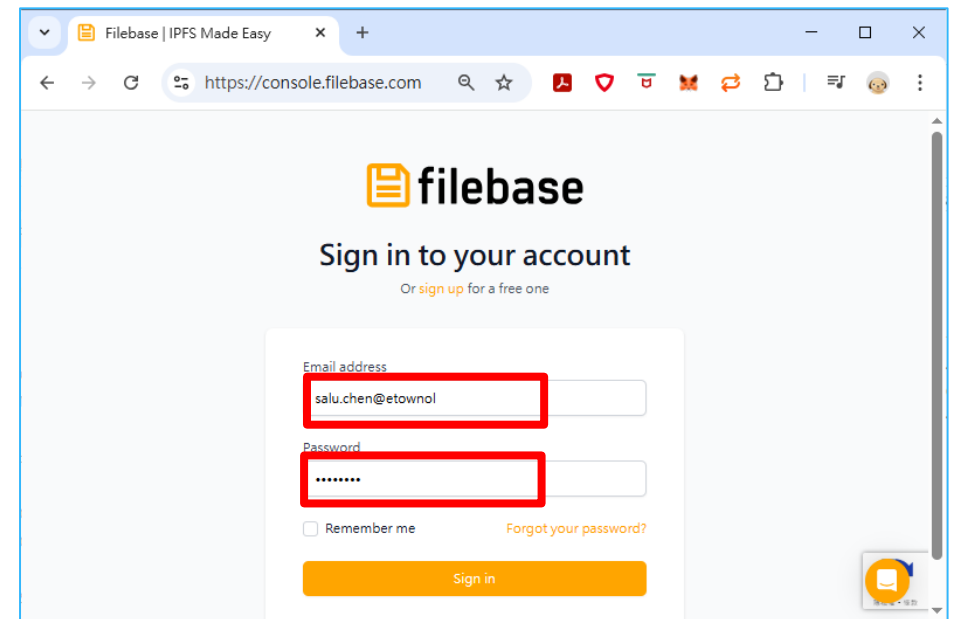 Filebase | IPFS Made Easy
https://console.filebase.com
filebase
Sign in to your account
Or sign up for a free one
Email address
salu.chen@etownol
Password
••••••••
Remember me
Forgot your password?
Sign in